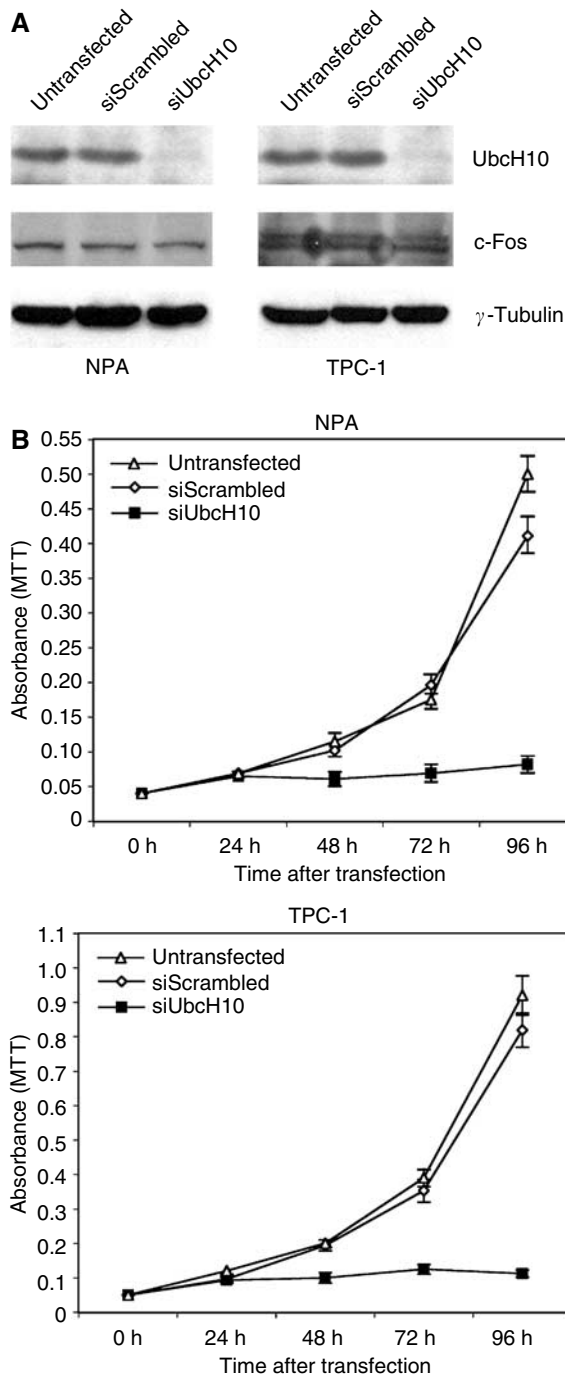 A
Untransfected
siScrambled
siUbcH10
Untransfected
siScrambled
siUbcH10
UbcH10
c-Fos
γ-Tubulin
NPA
TPC-1
B
NPA
0.55
0.50
0.45
0.40
0.35
0.30
0.25
0.20
0.15
0.10
0.05
0
Absorbance (MTT)
Untransfected
siScrambled
siUbcH10
0 h 24 h 48 h 72 h 96 h
Time after transfection
TPC-1
1.1
1.0
0.9
0.8
0.7
0.6
0.5
0.4
0.3
0.2
0.1
0
Absorbance (MTT)
Untransfected
siScrambled
siUbcH10
0 h 24 h 48 h 72 h 96 h
Time after transfection